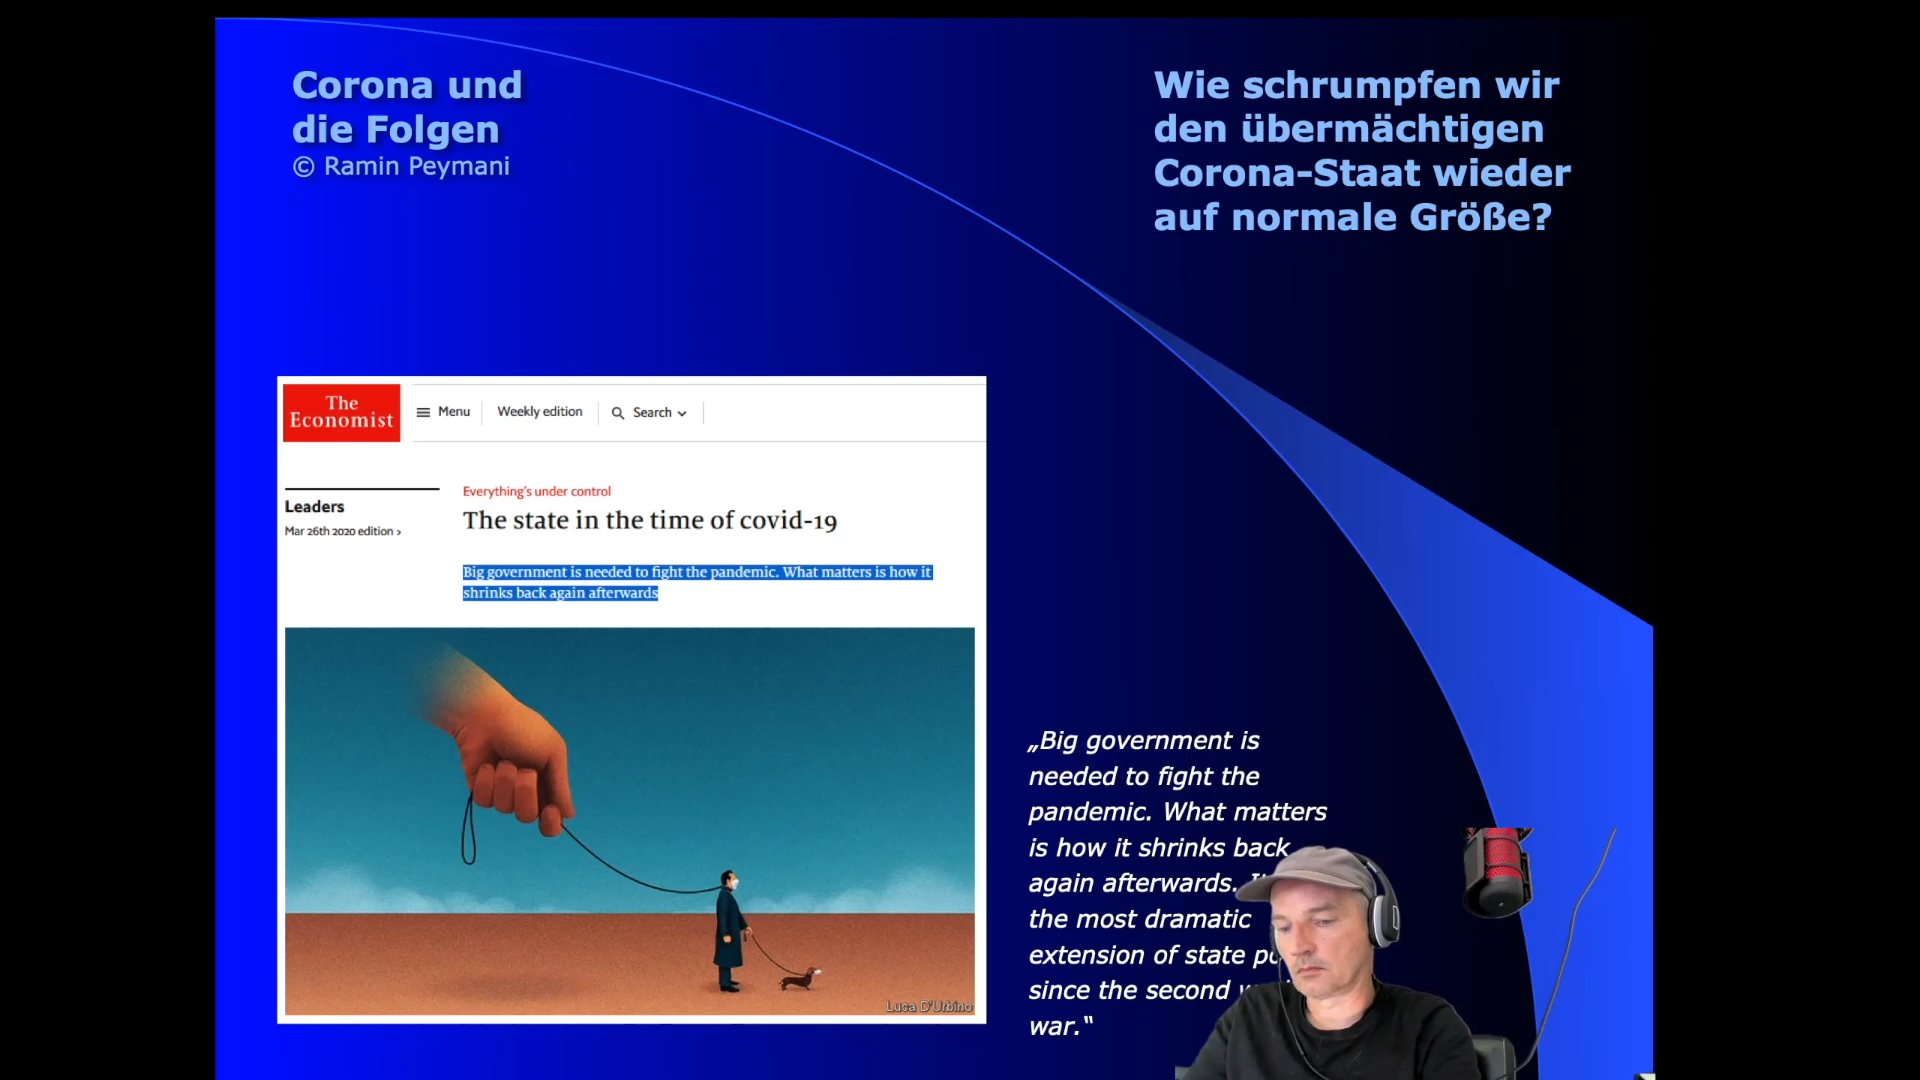 Corona und
die Folgen
© Ramin Peymani
Wie schrumpfen wir
den übermächtigen
Corona-Staat wieder
auf normale Größe?
The
Economist
Menu
Weekly edition
Search
Leaders
Mar 26th 2020 edition >
Everything's under control
The state in the time of covid-19
Big government is needed to fight the pandemic. What matters is how it
shrinks back again afterwards
Luca D'Urbino
„Big government is
needed to fight the
pandemic. What matters
is how it shrinks back
again afterwards.
the most dramatic
extension of state
since the second
war.“